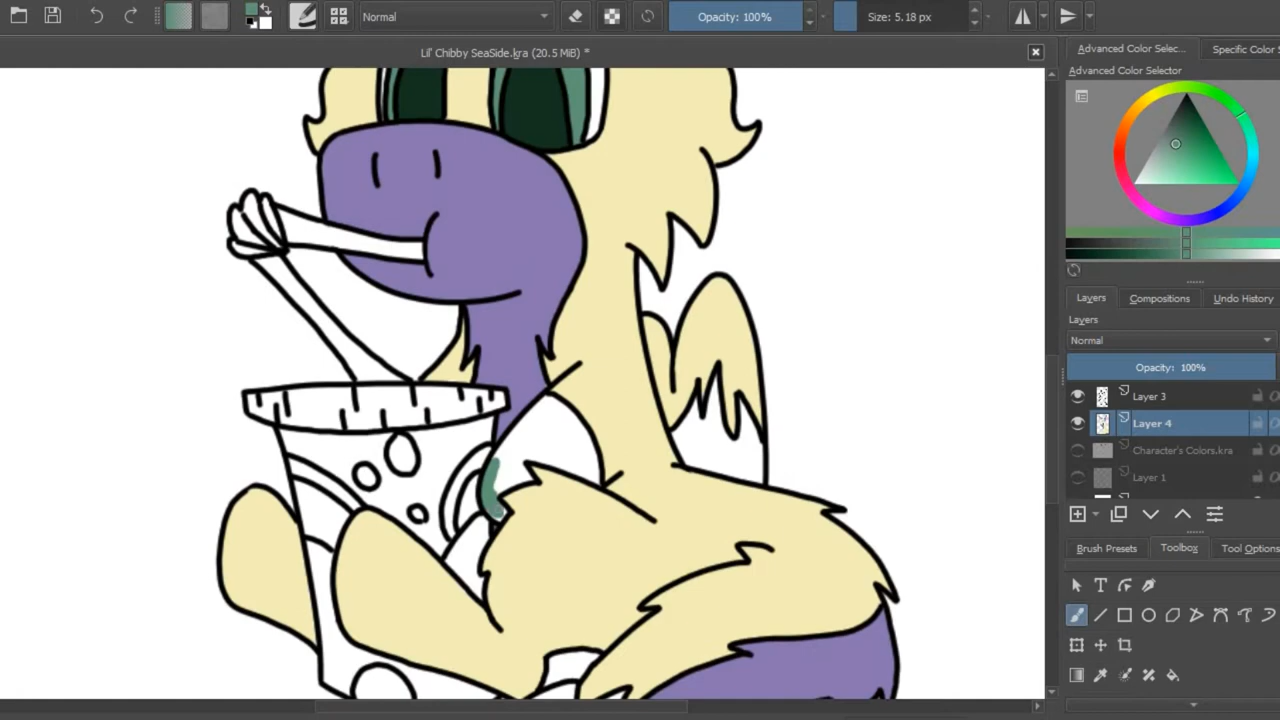 Normal
Opacity: 100%
Size: 5.18 px
Lil' Chibby SeaSide.kra (20.5 MiB) *
Advanced Color Selec...
Specific Color S
Advanced Color Selector
Layers
Compositions
Undo History
Layers
Normal
Opacity: 100%
Layer 3
Layer 4
Character's Colors.kra
Layer 1
Brush Presets
Toolbox
Tool Options